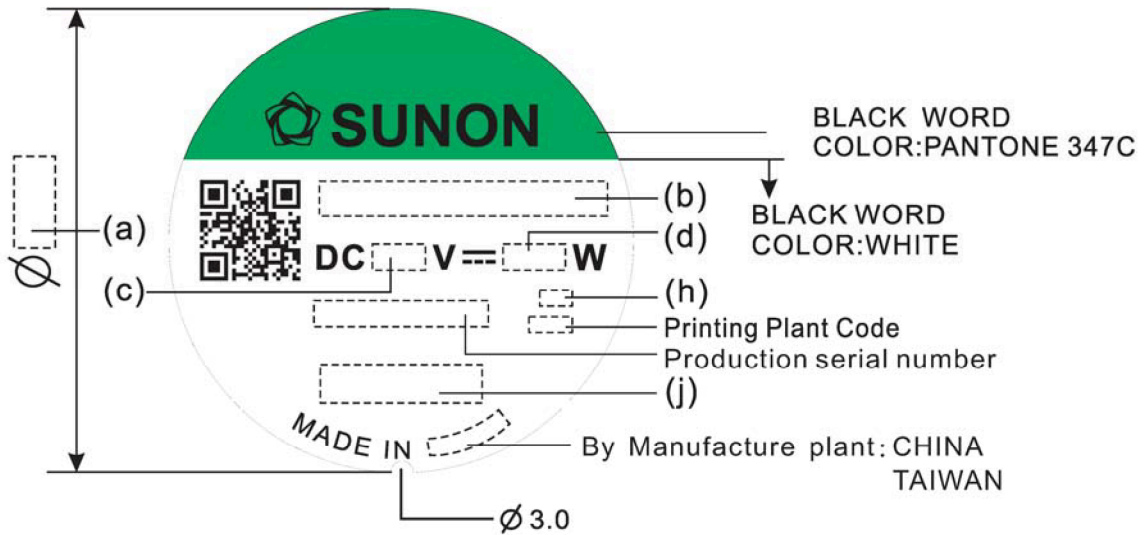 SUNON
BLACK WORD
COLOR:PANTONE 347C
(b)
BLACK WORD
COLOR:WHITE
(a)
Ø
DC V W
(d)
(c)
(h)
Printing Plant Code
Production serial number
(j)
MADE IN
By Manufacture plant: CHINA
TAIWAN
Ø 3.0